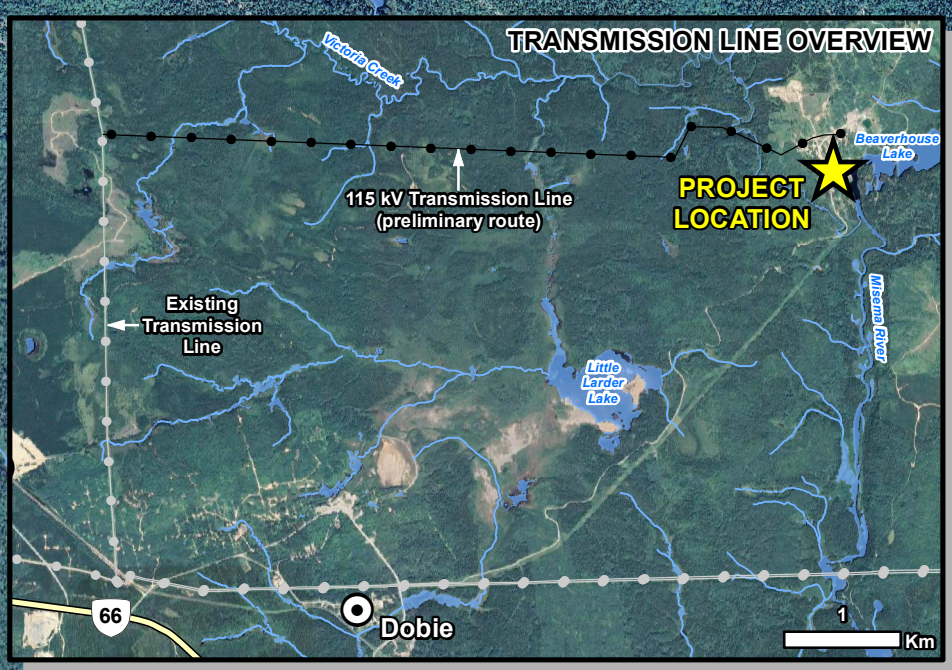 TRANSMISSION LINE OVERVIEW
Victoria Creek
Beaverhouse
Lake
115 kV Transmission Line
(preliminary route)
PROJECT
LOCATION
Existing
Transmission
Line
Misema River
Little
Larder
Lake
66
Dobie
1
Km